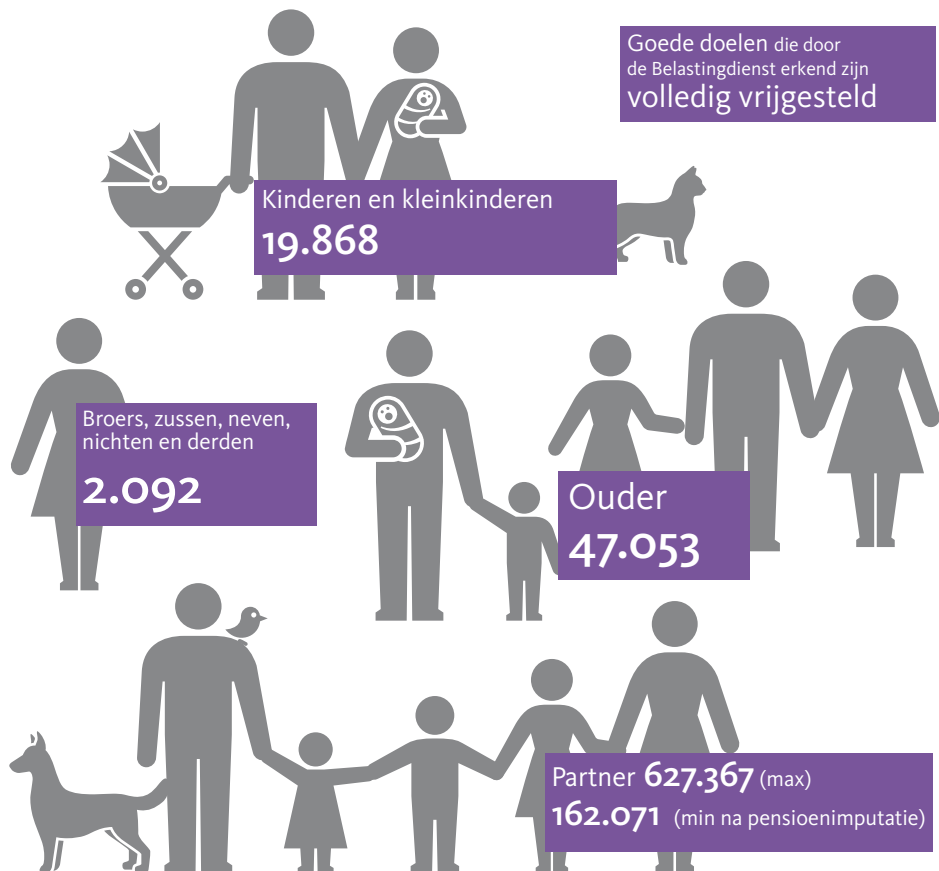 Goede doelen die door
de Belastingdienst erkend zijn
volledig vrijgesteld
Kinderen en kleinkinderen
19.868
Broers, zussen, neven,
nichten en derden
2.092
Ouder
47.053
Partner 627.367 (max)
162.071 (min na pensioenimputatie)